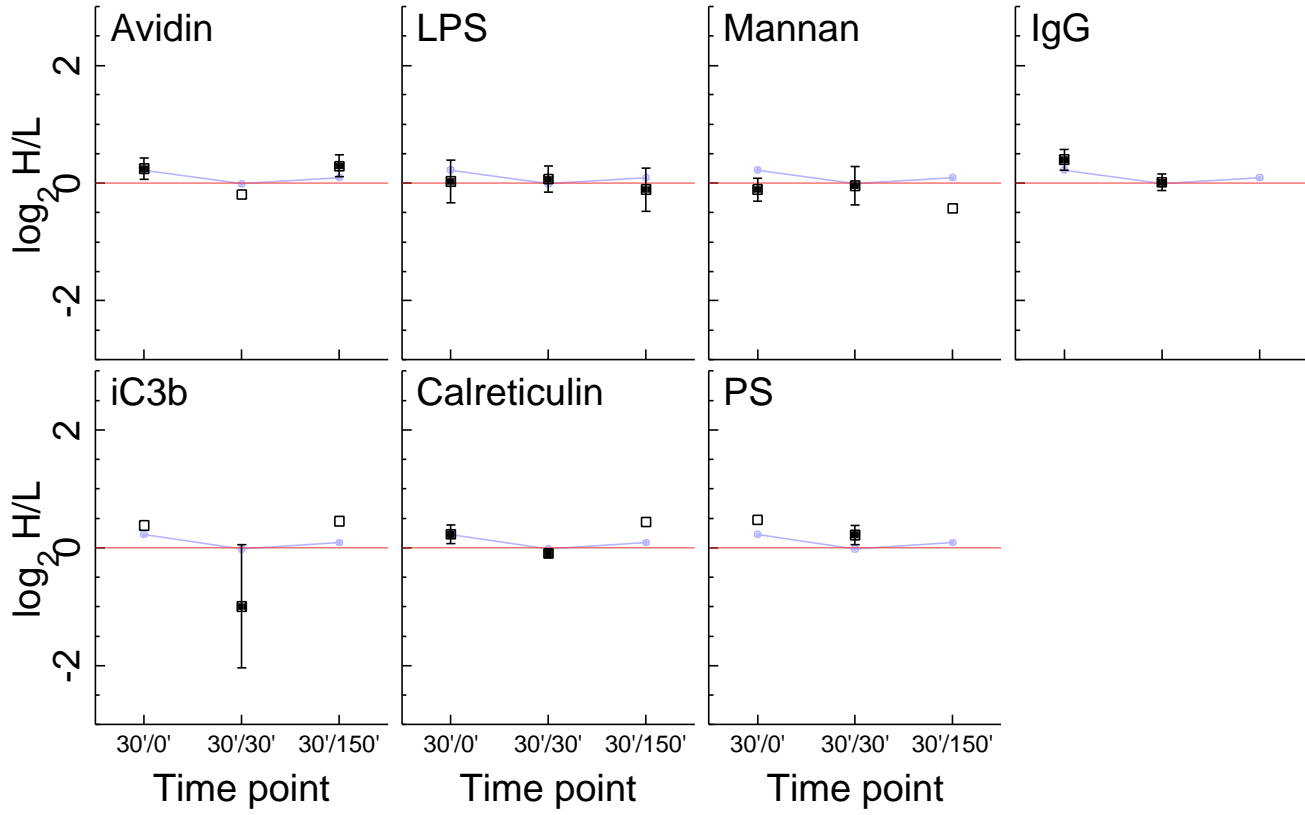 Avidin LPS Mannan IgG
2
0
-2
log2 H/L
iC3b Calreticulin PS
2
0
-2
log2 H/L
30'/0' 30'/30' 30'/150' 30'/0' 30'/30' 30'/150' 30'/0' 30'/30' 30'/150'
Time point Time point Time point